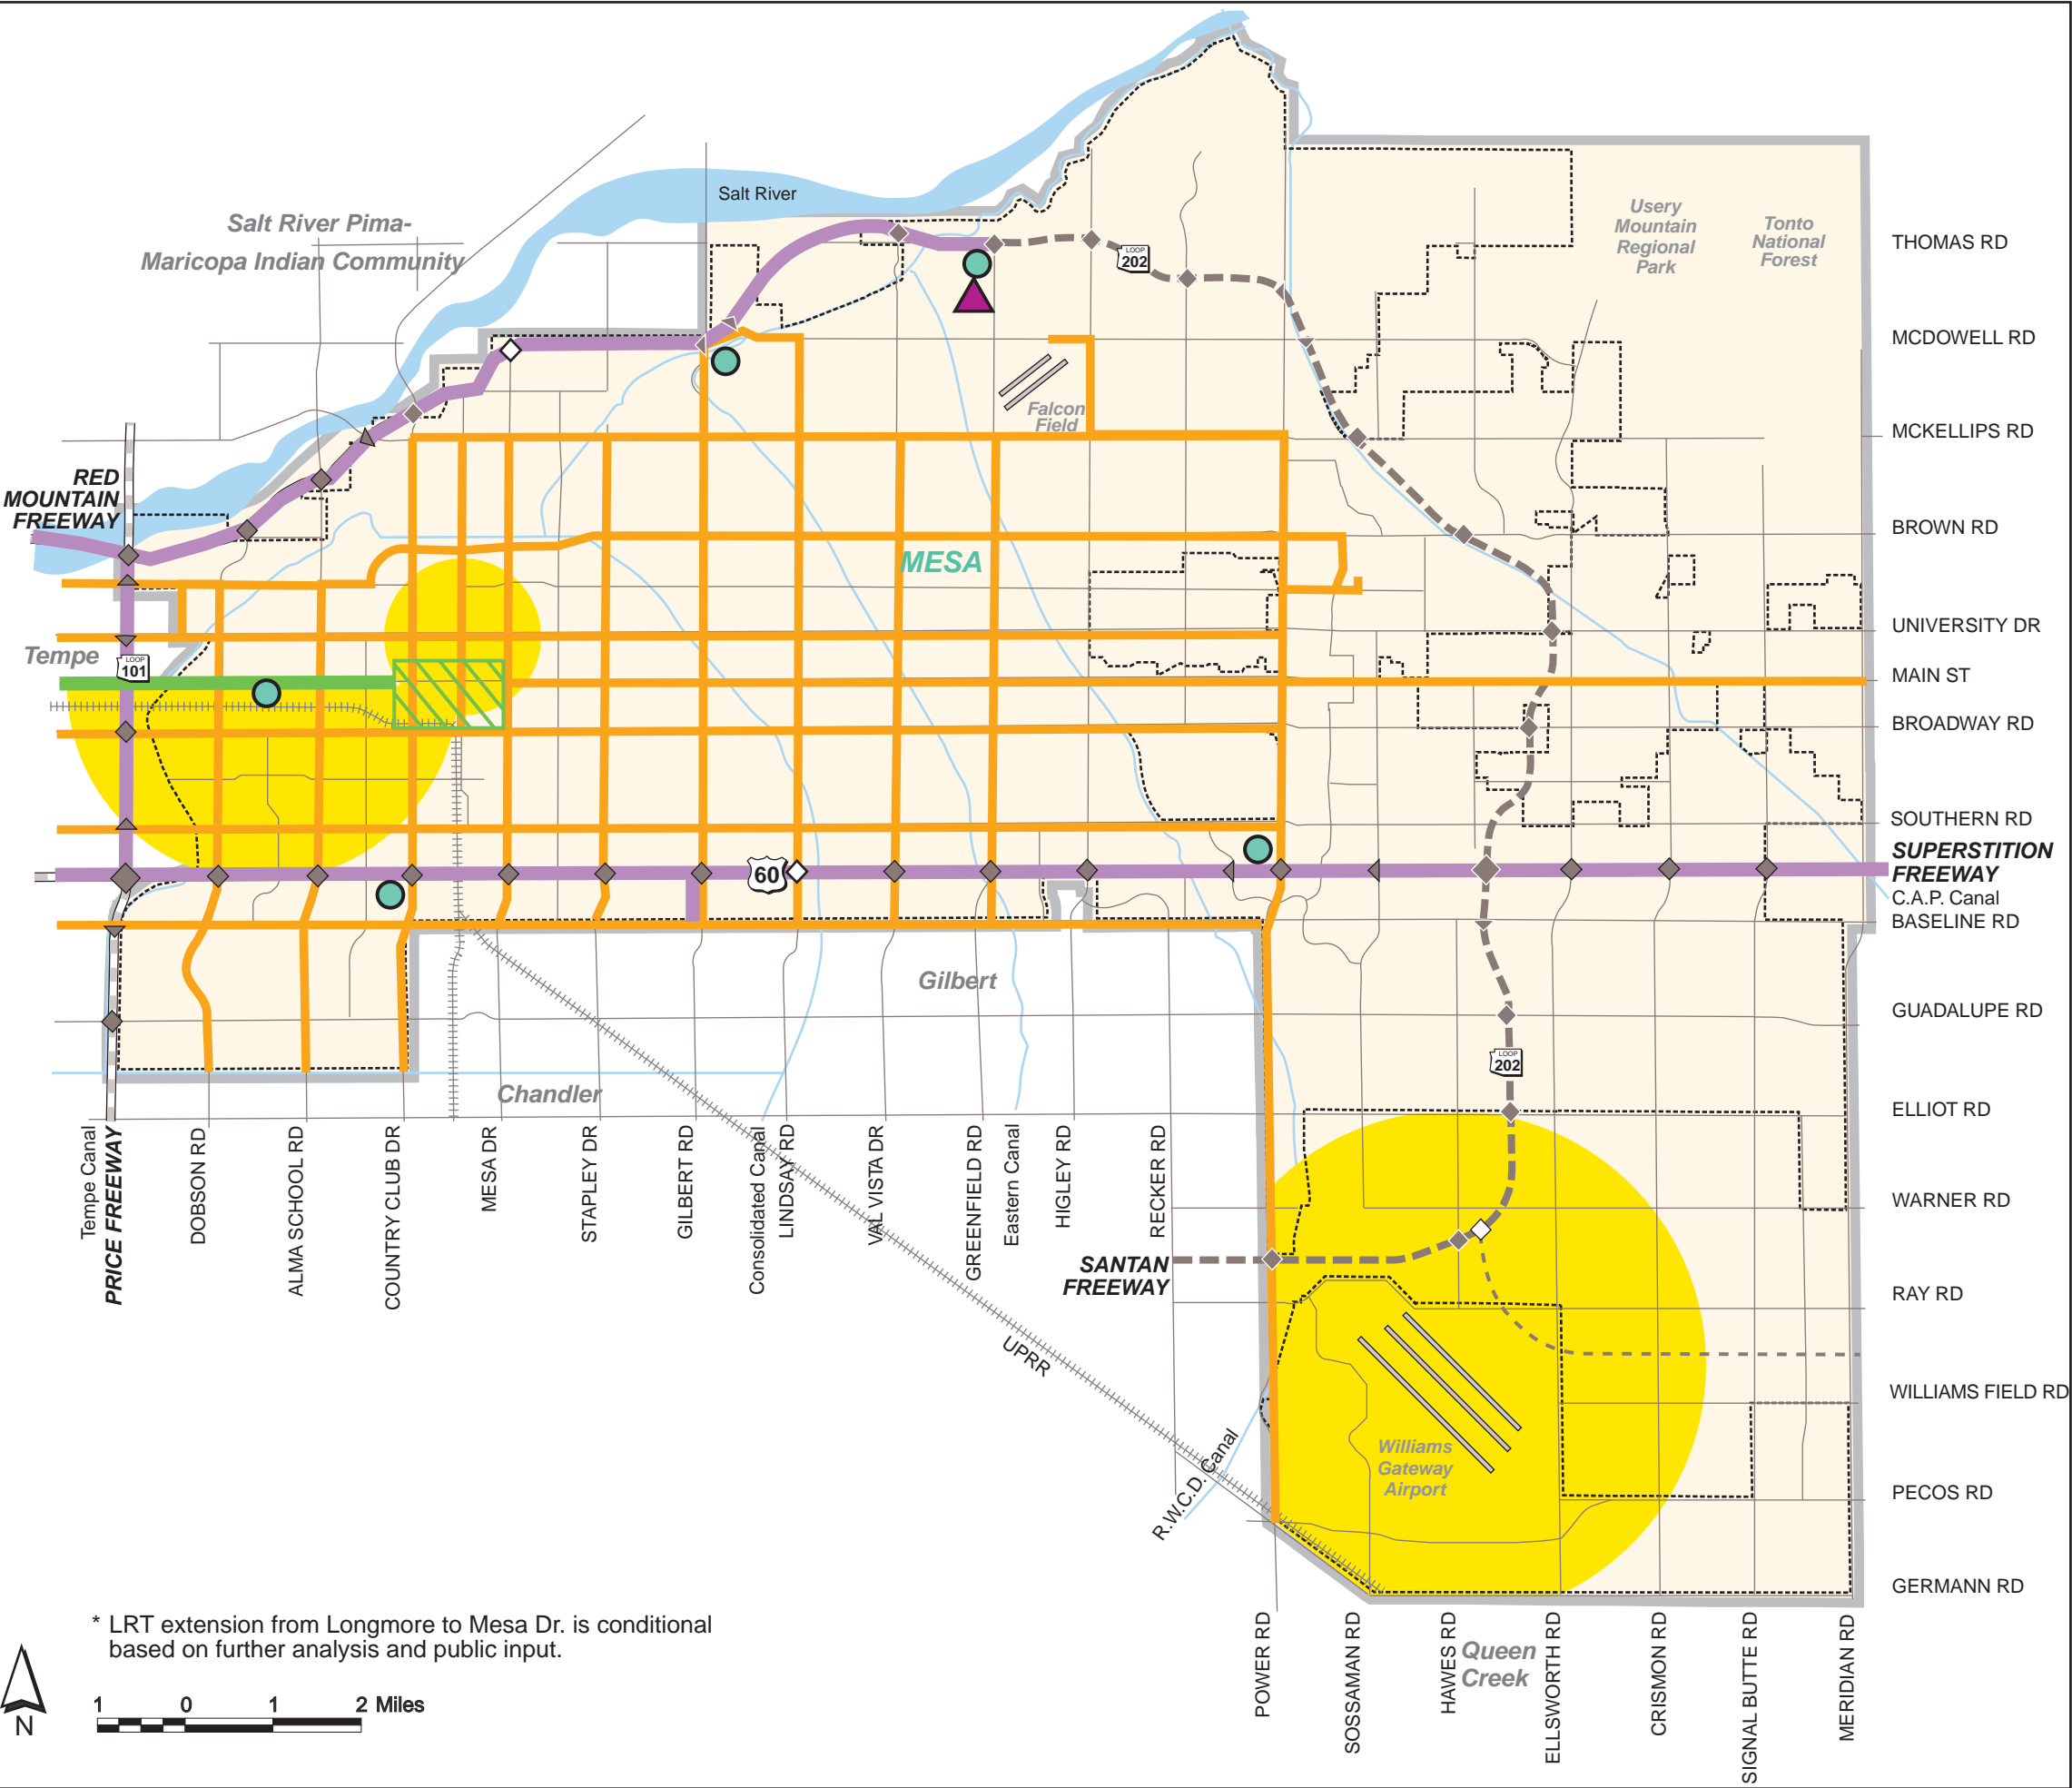 Salt River
Salt River Pima-
Maricopa Indian Community
Usery
Mountain
Regional
Park
Tonto
National
Forest
THOMAS RD
LOOP
202
MCDOWELL RD
Falcon
Field
MCKELLIPS RD
RED
MOUNTAIN
FREEWAY
BROWN RD
MESA
UNIVERSITY DR
Tempe
LOOP
101
MAIN ST
BROADWAY RD
SOUTHERN RD
SUPERSTITION
FREEWAY
60
C.A.P. Canal
BASELINE RD
Gilbert
GUADALUPE RD
LOOP
202
Chandler
ELLIOT RD
Tempe Canal
PRICE FREEWAY
DOBSON RD
ALMA SCHOOL RD
COUNTRY CLUB DR
MESA DR
STAPLEY DR
GILBERT RD
Consolidated Canal
LINDSAY RD
VAL VISTA DR
GREENFIELD RD
Eastern Canal
HIGLEY RD
RECKER RD
WARNER RD
SANTAN
FREEWAY
RAY RD
UPRR
WILLIAMS FIELD RD
R.W.C.D. Canal
Williams
Gateway
Airport
PECOS RD
GERMANN RD
* LRT extension from Longmore to Mesa Dr. is conditional
based on further analysis and public input.
N
1 0 1 2 Miles
POWER RD
SOSSAMAN RD
HAWES RD
Queen
Creek
ELLSWORTH RD
CRISMON RD
SIGNAL BUTTE RD
MERIDIAN RD